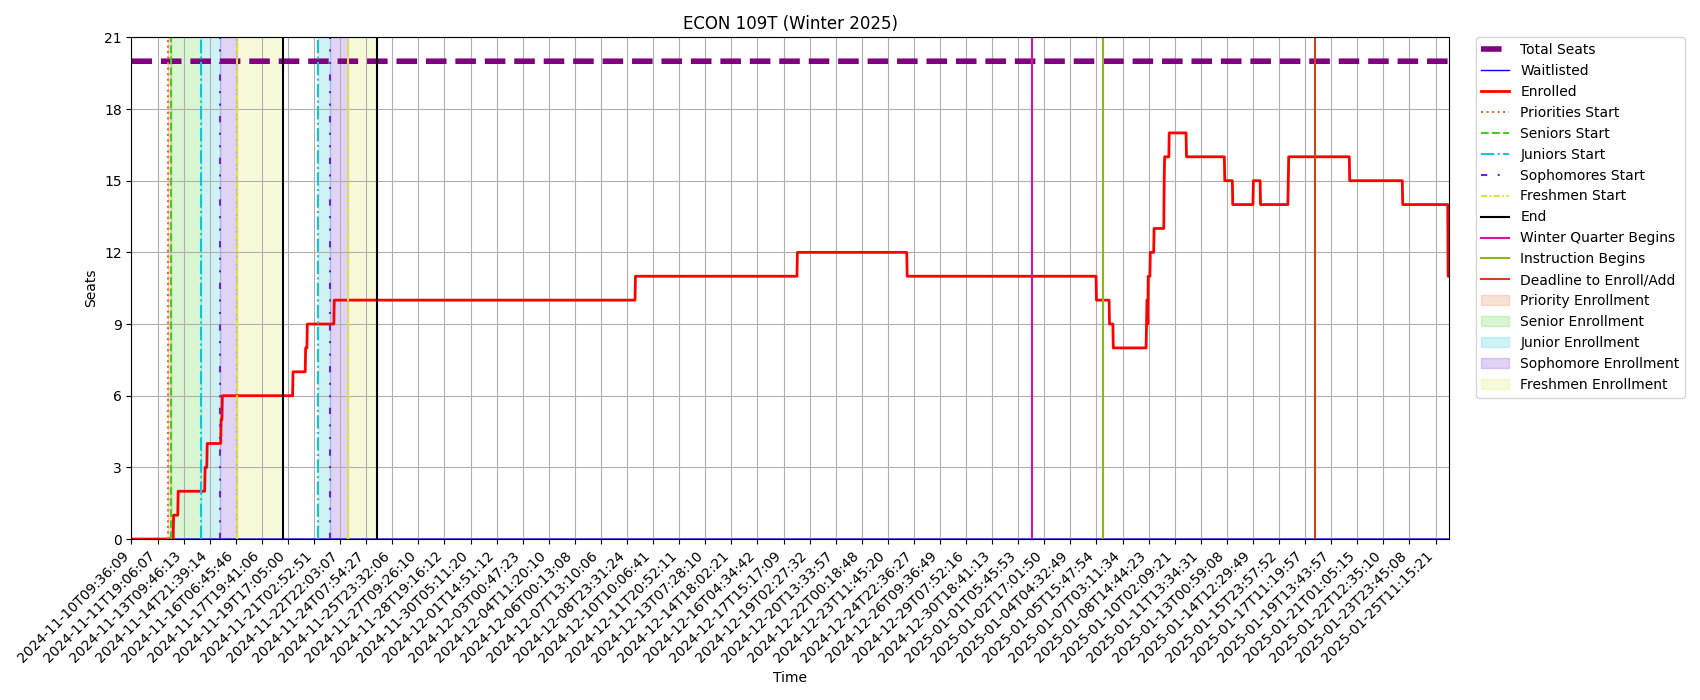 ECON 109T (Winter 2025)
21
18
15
12
9
6
3
0
Seats
2024-11-10T09:36:09
2024-11-11T19:06:07
2024-11-13T09:46:13
2024-11-14T21:39:14
2024-11-16T06:45:46
2024-11-17T19:41:06
2024-11-19T17:05:00
2024-11-21T02:52:51
2024-11-22T22:03:07
2024-11-24T07:54:27
2024-11-25T23:32:06
2024-11-27T09:26:10
2024-11-28T19:16:12
2024-11-30T05:11:20
2024-12-01T14:51:12
2024-12-03T00:47:23
2024-12-04T11:20:10
2024-12-06T00:13:08
2024-12-07T13:10:06
2024-12-08T23:31:24
2024-12-10T10:06:41
2024-12-11T20:52:11
2024-12-13T07:28:10
2024-12-14T18:02:21
2024-12-16T04:34:42
2024-12-17T15:17:09
2024-12-19T02:27:32
2024-12-20T13:33:57
2024-12-22T00:18:48
2024-12-23T11:45:20
2024-12-24T22:36:27
2024-12-26T09:36:49
2024-12-29T07:52:16
2024-12-30T18:41:13
2025-01-01T05:45:53
2025-01-02T17:01:50
2025-01-04T04:32:49
2025-01-05T15:47:54
2025-01-07T03:11:34
2025-01-08T14:44:23
2025-01-10T02:09:21
2025-01-11T13:34:31
2025-01-13T00:59:08
2025-01-14T12:29:49
2025-01-15T23:57:52
2025-01-17T11:19:57
2025-01-19T13:43:57
2025-01-21T01:05:15
2025-01-22T12:35:10
2025-01-23T23:45:08
2025-01-25T11:15:21
Time
Total Seats
Waitlisted
Enrolled
Priorities Start
Seniors Start
Juniors Start
Sophomores Start
Freshmen Start
End
Winter Quarter Begins
Instruction Begins
Deadline to Enroll/Add
Priority Enrollment
Senior Enrollment
Junior Enrollment
Sophomore Enrollment
Freshmen Enrollment